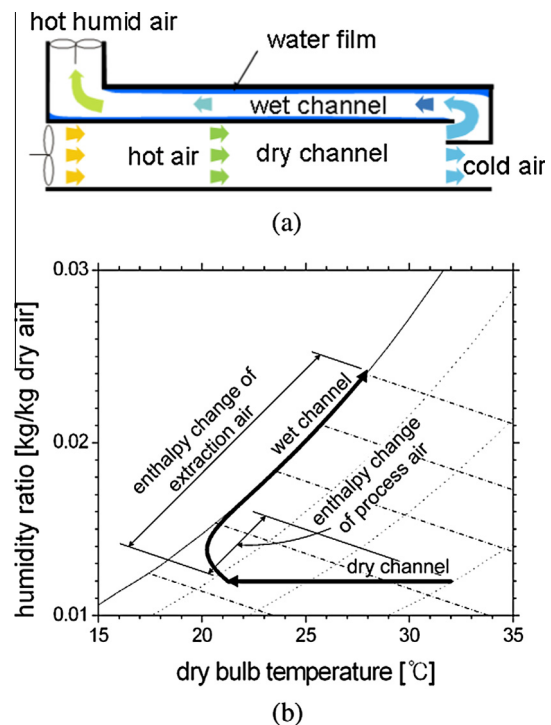 hot humid air
water film
wet channel
hot air
dry channel
cold air
(a)
humidity ratio [kg/kg dry air]
0.03
0.02
0.01
enthalpy change of
extraction air
wet channel
enthalpy change
of process air
dry channel
15
20
25
30
35
dry bulb temperature [℃]
(b)